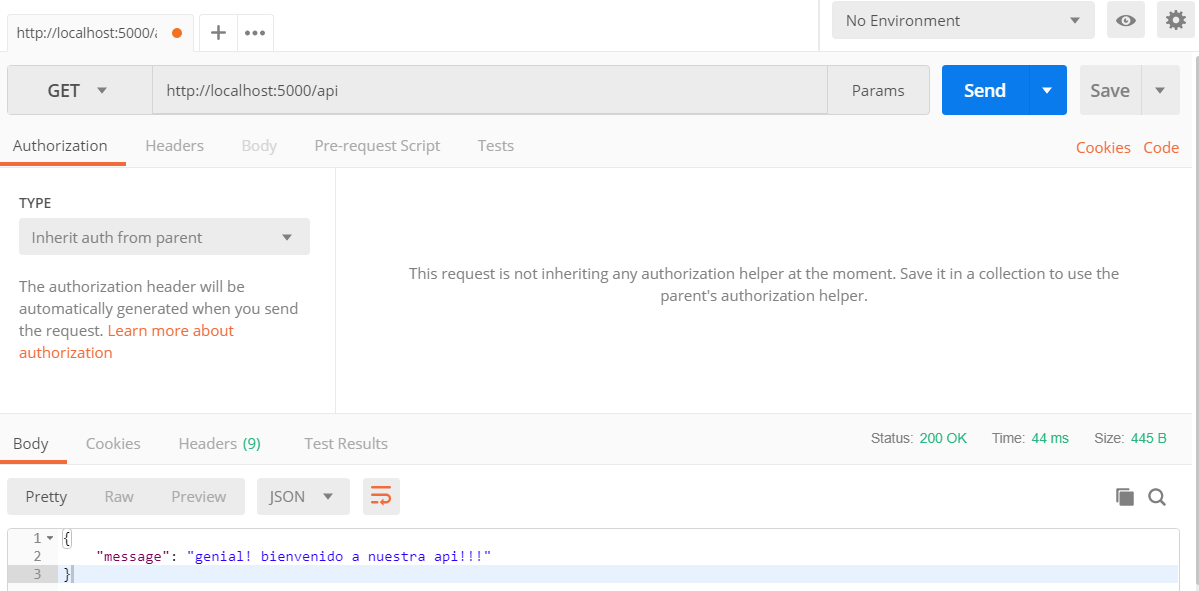 http://localhost:5000/a
No Environment
GET
http://localhost:5000/api
Params
Send
Save
Authorization
Headers
Body
Pre-request Script
Tests
Cookies
Code
TYPE
Inherit auth from parent
The authorization header will be
automatically generated when you send
the request. Learn more about
authorization
This request is not inheriting any authorization helper at the moment. Save it in a collection to use the
parent's authorization helper.
Body
Cookies
Headers (9)
Test Results
Status: 200 OK
Time: 44 ms
Size: 445 B
Pretty
Raw
Preview
JSON
1 {
2 "message": "genial! bienvenido a nuestra api!!!"
3 }